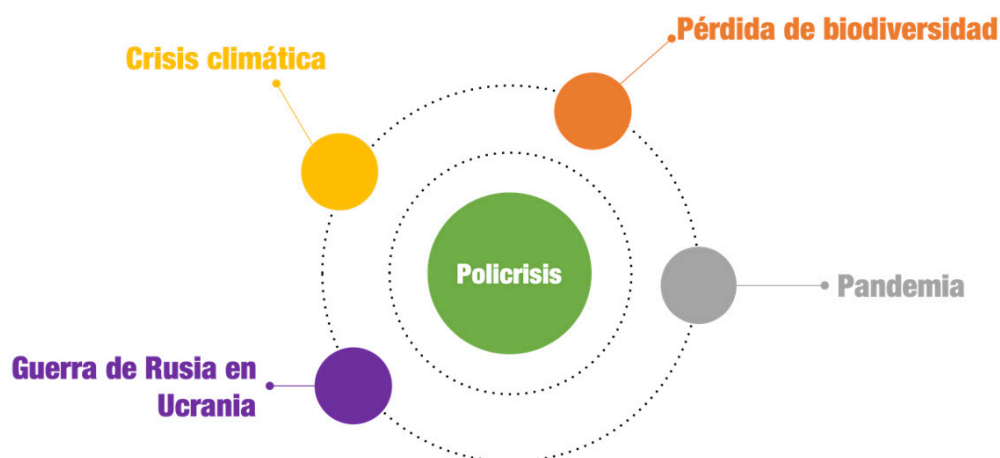 Pérdida de biodiversidad
Crisis climática
Policrisis
Pandemia
Guerra de Rusia en
Ucrania